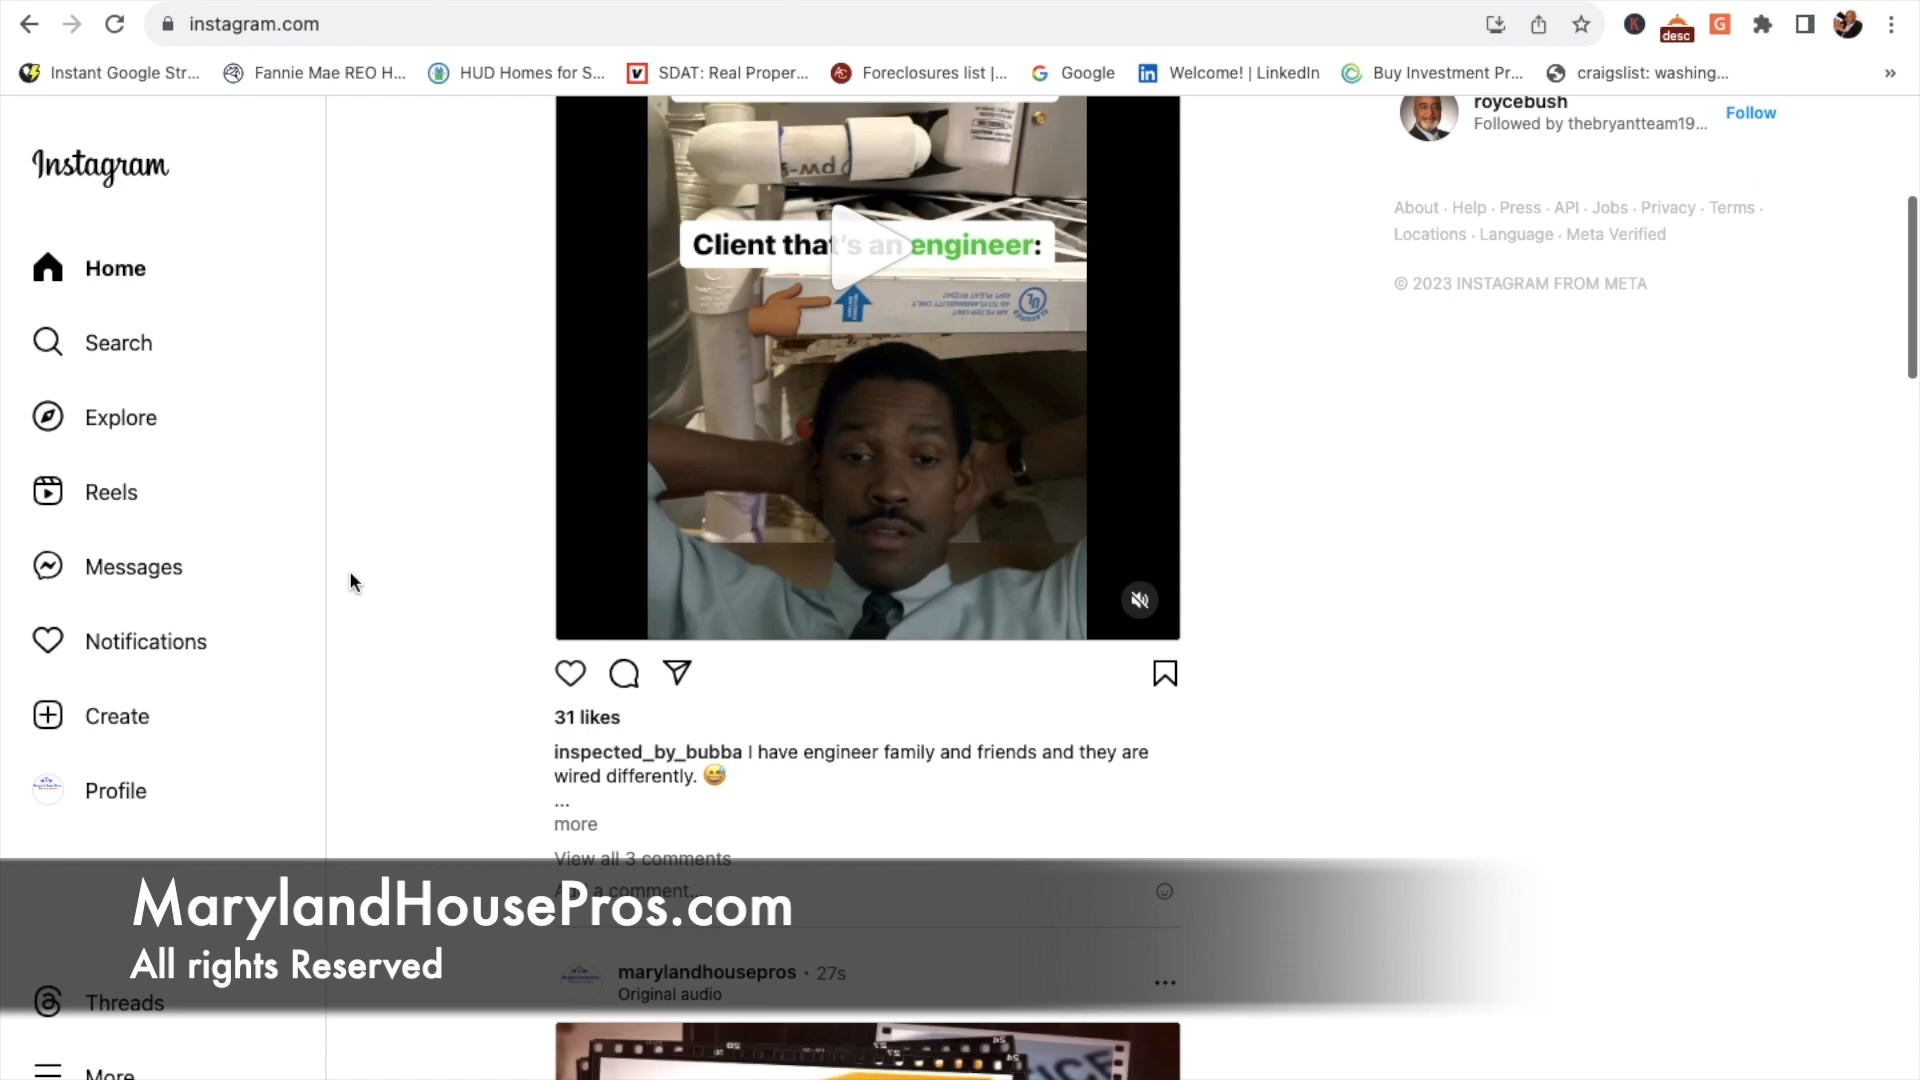 instagram.com
desc
Instant Google Str...
Fannie Mae REO H...
HUD Homes for S...
SDAT: Real Proper...
Foreclosures list |...
Google
Welcome! | LinkedIn
Buy Investment Pr...
craigslist: washing...
Instagram
Home
Search
Explore
Reels
Messages
Notifications
Create
Profile
Threads
More
Client that's an engineer:
31 likes
inspected_by_bubba I have engineer family and friends and they are
wired differently. 😅
...
more
View all 3 comments
a comment...
marylandhousepros • 27s
Original audio
roycebush
Followed by thebryantteam19...
Follow
About · Help · Press · API · Jobs · Privacy · Terms ·
Locations · Language · Meta Verified
© 2023 INSTAGRAM FROM META
MarylandHousePros.com
All rights Reserved